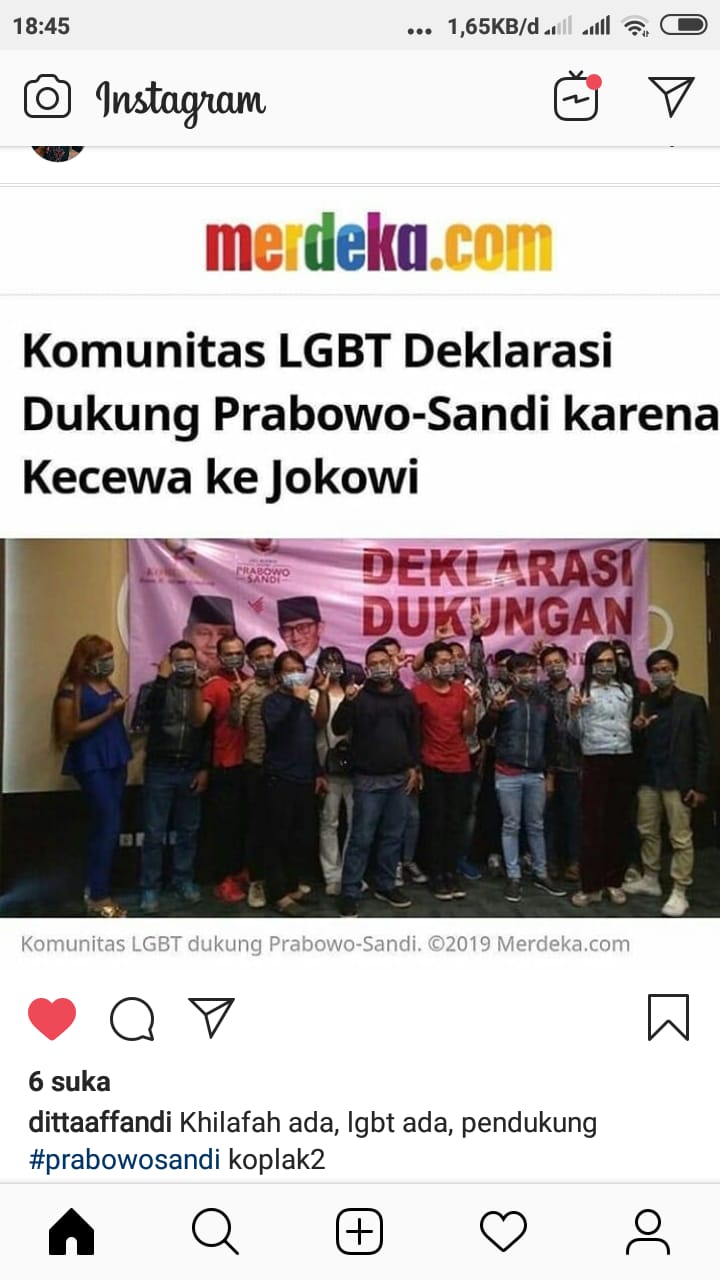 18:45
1,65KB/d
Instagram
merdeka.com
Komunitas LGBT Deklarasi
Dukung Prabowo-Sandi karena
Kecewa ke Jokowi
PRABOWO
SANDI
DEKLARASI
DUKUNGAN
Komunitas LGBT dukung Prabowo-Sandi. ©2019 Merdeka.com
6 suka
dittaaffandi Khilafah ada, lgbt ada, pendukung
#prabowosandi koplak2